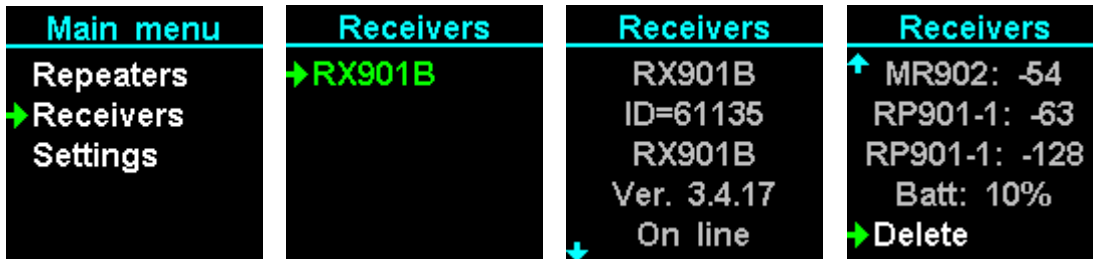 Main menu
Repeaters
Receivers
Settings
Receivers
RX901B
Receivers
RX901B
ID=61135
RX901B
Ver. 3.4.17
On line
Receivers
MR902: -54
RP901-1: -63
RP901-1: -128
Batt: 10%
Delete